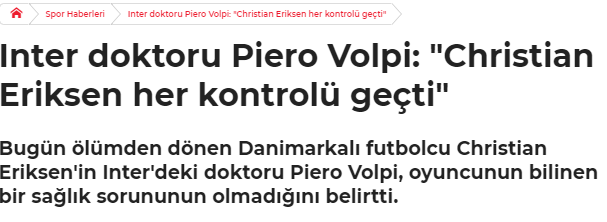 Spor Haberleri Inter doktoru Piero Volpi: "Christian Eriksen her kontrolü geçti"
Inter doktoru Piero Volpi: "Christian
Eriksen her kontrolü geçti"
Bugün ölümden dönen Danimarkalı futbolcu Christian
Eriksen'in Inter'deki doktoru Piero Volpi, oyuncunun bilinen
bir sağlık sorununun olmadığını belirtti.